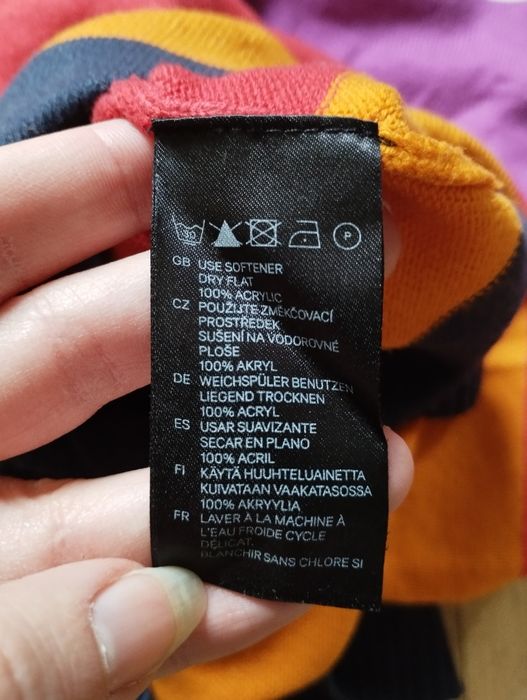 30
P
GB USE SOFTENER
DRY FLAT
100% ACRYLIC
CZ POUŽIJTE ZMĚKČOVACÍ
PROSTŘEDEK
SUŠENÍ NA VODOROVNÉ
PLOŠE
100% AKRYL
DE WEICHSPÜLER BENUTZEN
LIEGEND TROCKNEN
100% ACRYL
ES USAR SUAVIZANTE
SECAR EN PLANO
100% ACRIL
FI KÄYTÄ HUUHTELUAINETTA
KUIVATAAN VAAKATASOSSA
100% AKRYYLIA
FR LAVER À LA MACHINE À
L'EAU FROIDE CYCLE
DÉLICAT.
BLANCHIR SANS CHLORE SI